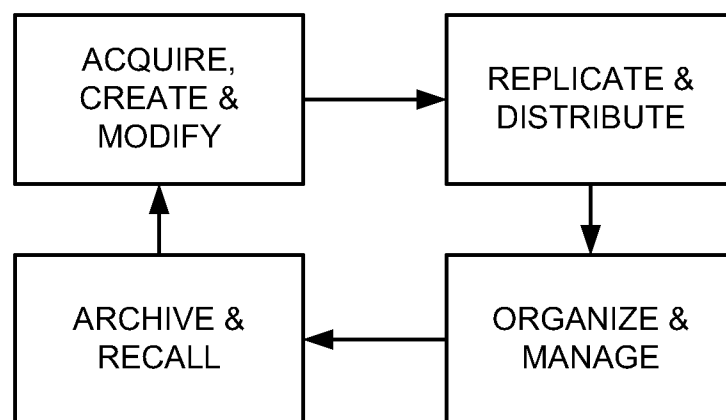 ACQUIRE,
CREATE &
MODIFY
REPLICATE &
DISTRIBUTE
ARCHIVE &
RECALL
ORGANIZE &
MANAGE